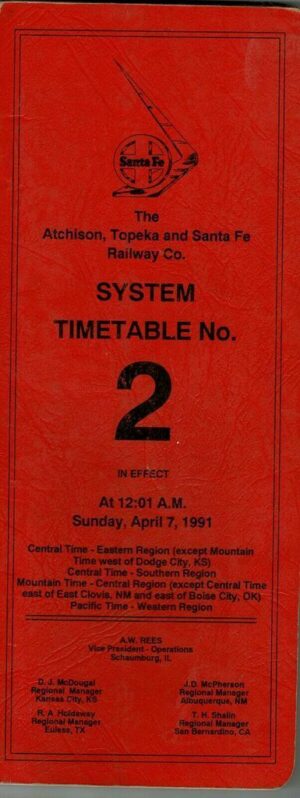 Santa Fe
The
Atchison, Topeka and Santa Fe
Railway Co.
SYSTEM
TIMETABLE No.
2
IN EFFECT
At 12:01 A.M.
Sunday, April 7, 1991
Central Time - Eastern Region (except Mountain
Time west of Dodge City, KS)
Central Time - Southern Region
Mountain Time - Central Region (except Central Time
east of East Clovis, NM and east of Boise City, OK)
Pacific Time - Western Region
A.W. REES
Vice President - Operations
Schaumburg, IL
D. J. McDougal
Regional Manager
Kansas City, KS
J.D. McPherson
Regional Manager
Albuquerque, NM
R. A. Holdaway
Regional Manager
Euless, TX
T. H. Shalin
Regional Manager
San Bernardino, CA